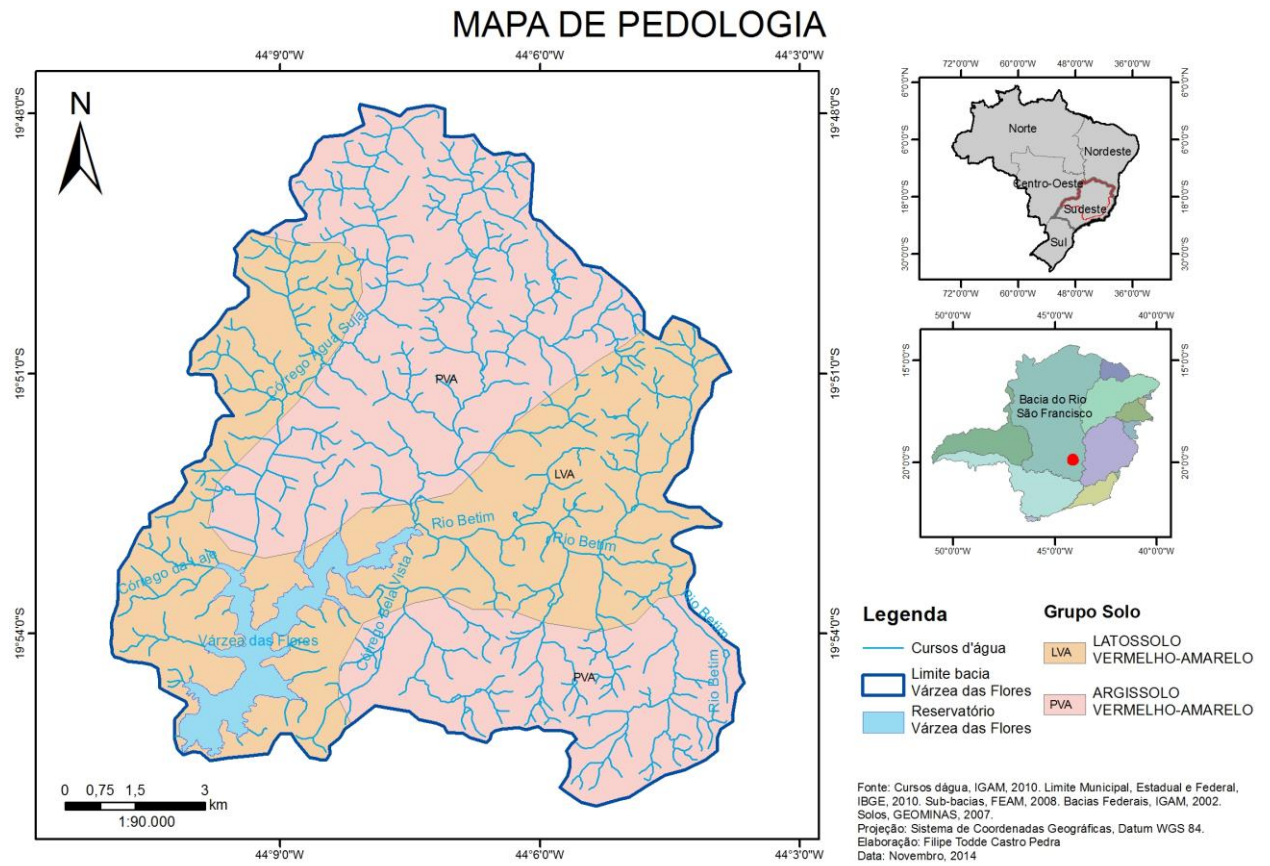 MAPA DE PEDOLOGIA
44°9'0"W
44°6'0"W
44°3'0"W
19°48'0"S
19°51'0"S
19°54'0"S
N
Córrego Água Suja
PVA
LVA
Rio Betim
Rio Betim
Rio Betim
Rio Betim
Córrego da Laje
Córrego Bela Vista
Várzea das Flores
PVA
0 0,75 1,5 3
km
1:90.000
44°9'0"W
44°6'0"W
44°3'0"W
19°48'0"S
19°51'0"S
19°54'0"S
72°0'0"W 60°0'0"W 48°0'0"W 36°0'0"W
6°0'0"N
6°0'0"S
18°0'0"S
30°0'0"S
Norte
Nordeste
Centro-Oeste
Sudeste
Sul
6°0'0"N
6°0'0"S
18°0'0"S
30°0'0"S
72°0'0"W 60°0'0"W 48°0'0"W 36°0'0"W
50°0'0"W 45°0'0"W 40°0'0"W
15°0'0"S
20°0'0"S
Bacia do Rio
São Francisco
15°0'0"S
20°0'0"S
50°0'0"W 45°0'0"W 40°0'0"W
Legenda
Cursos d'água
Limite bacia
Várzea das Flores
Reservatório
Várzea das Flores
Grupo Solo
LVA
LATOSSOLO
VERMELHO-AMARELO
PVA
ARGISSOLO
VERMELHO-AMARELO
Fonte: Cursos dágua, IGAM, 2010. Limite Municipal, Estadual e Federal,
IBGE, 2010. Sub-bacias, FEAM, 2008. Bacias Federais, IGAM, 2002.
Solos, GEOMINAS, 2007.
Projeção: Sistema de Coordenadas Geográficas, Datum WGS 84.
Elaboração: Filipe Todde Castro Pedra
Data: Novembro, 2014